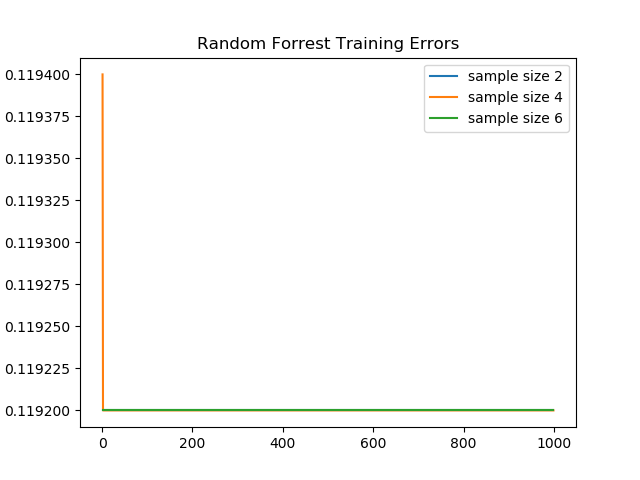 Random Forrest Training Errors
sample size 2
sample size 4
sample size 6
0.119400
0.119375
0.119350
0.119325
0.119300
0.119275
0.119250
0.119225
0.119200
0 200 400 600 800 1000